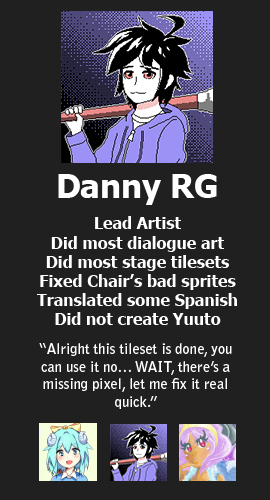 Danny RG
Lead Artist
Did most dialogue art
Did most stage tilesets
Fixed Chair’s bad sprites
Translated some Spanish
Did not create Yuuto
“Alright this tileset is done, you
can use it no... WAIT, there’s a
missing pixel, let me fix it real
quick.”